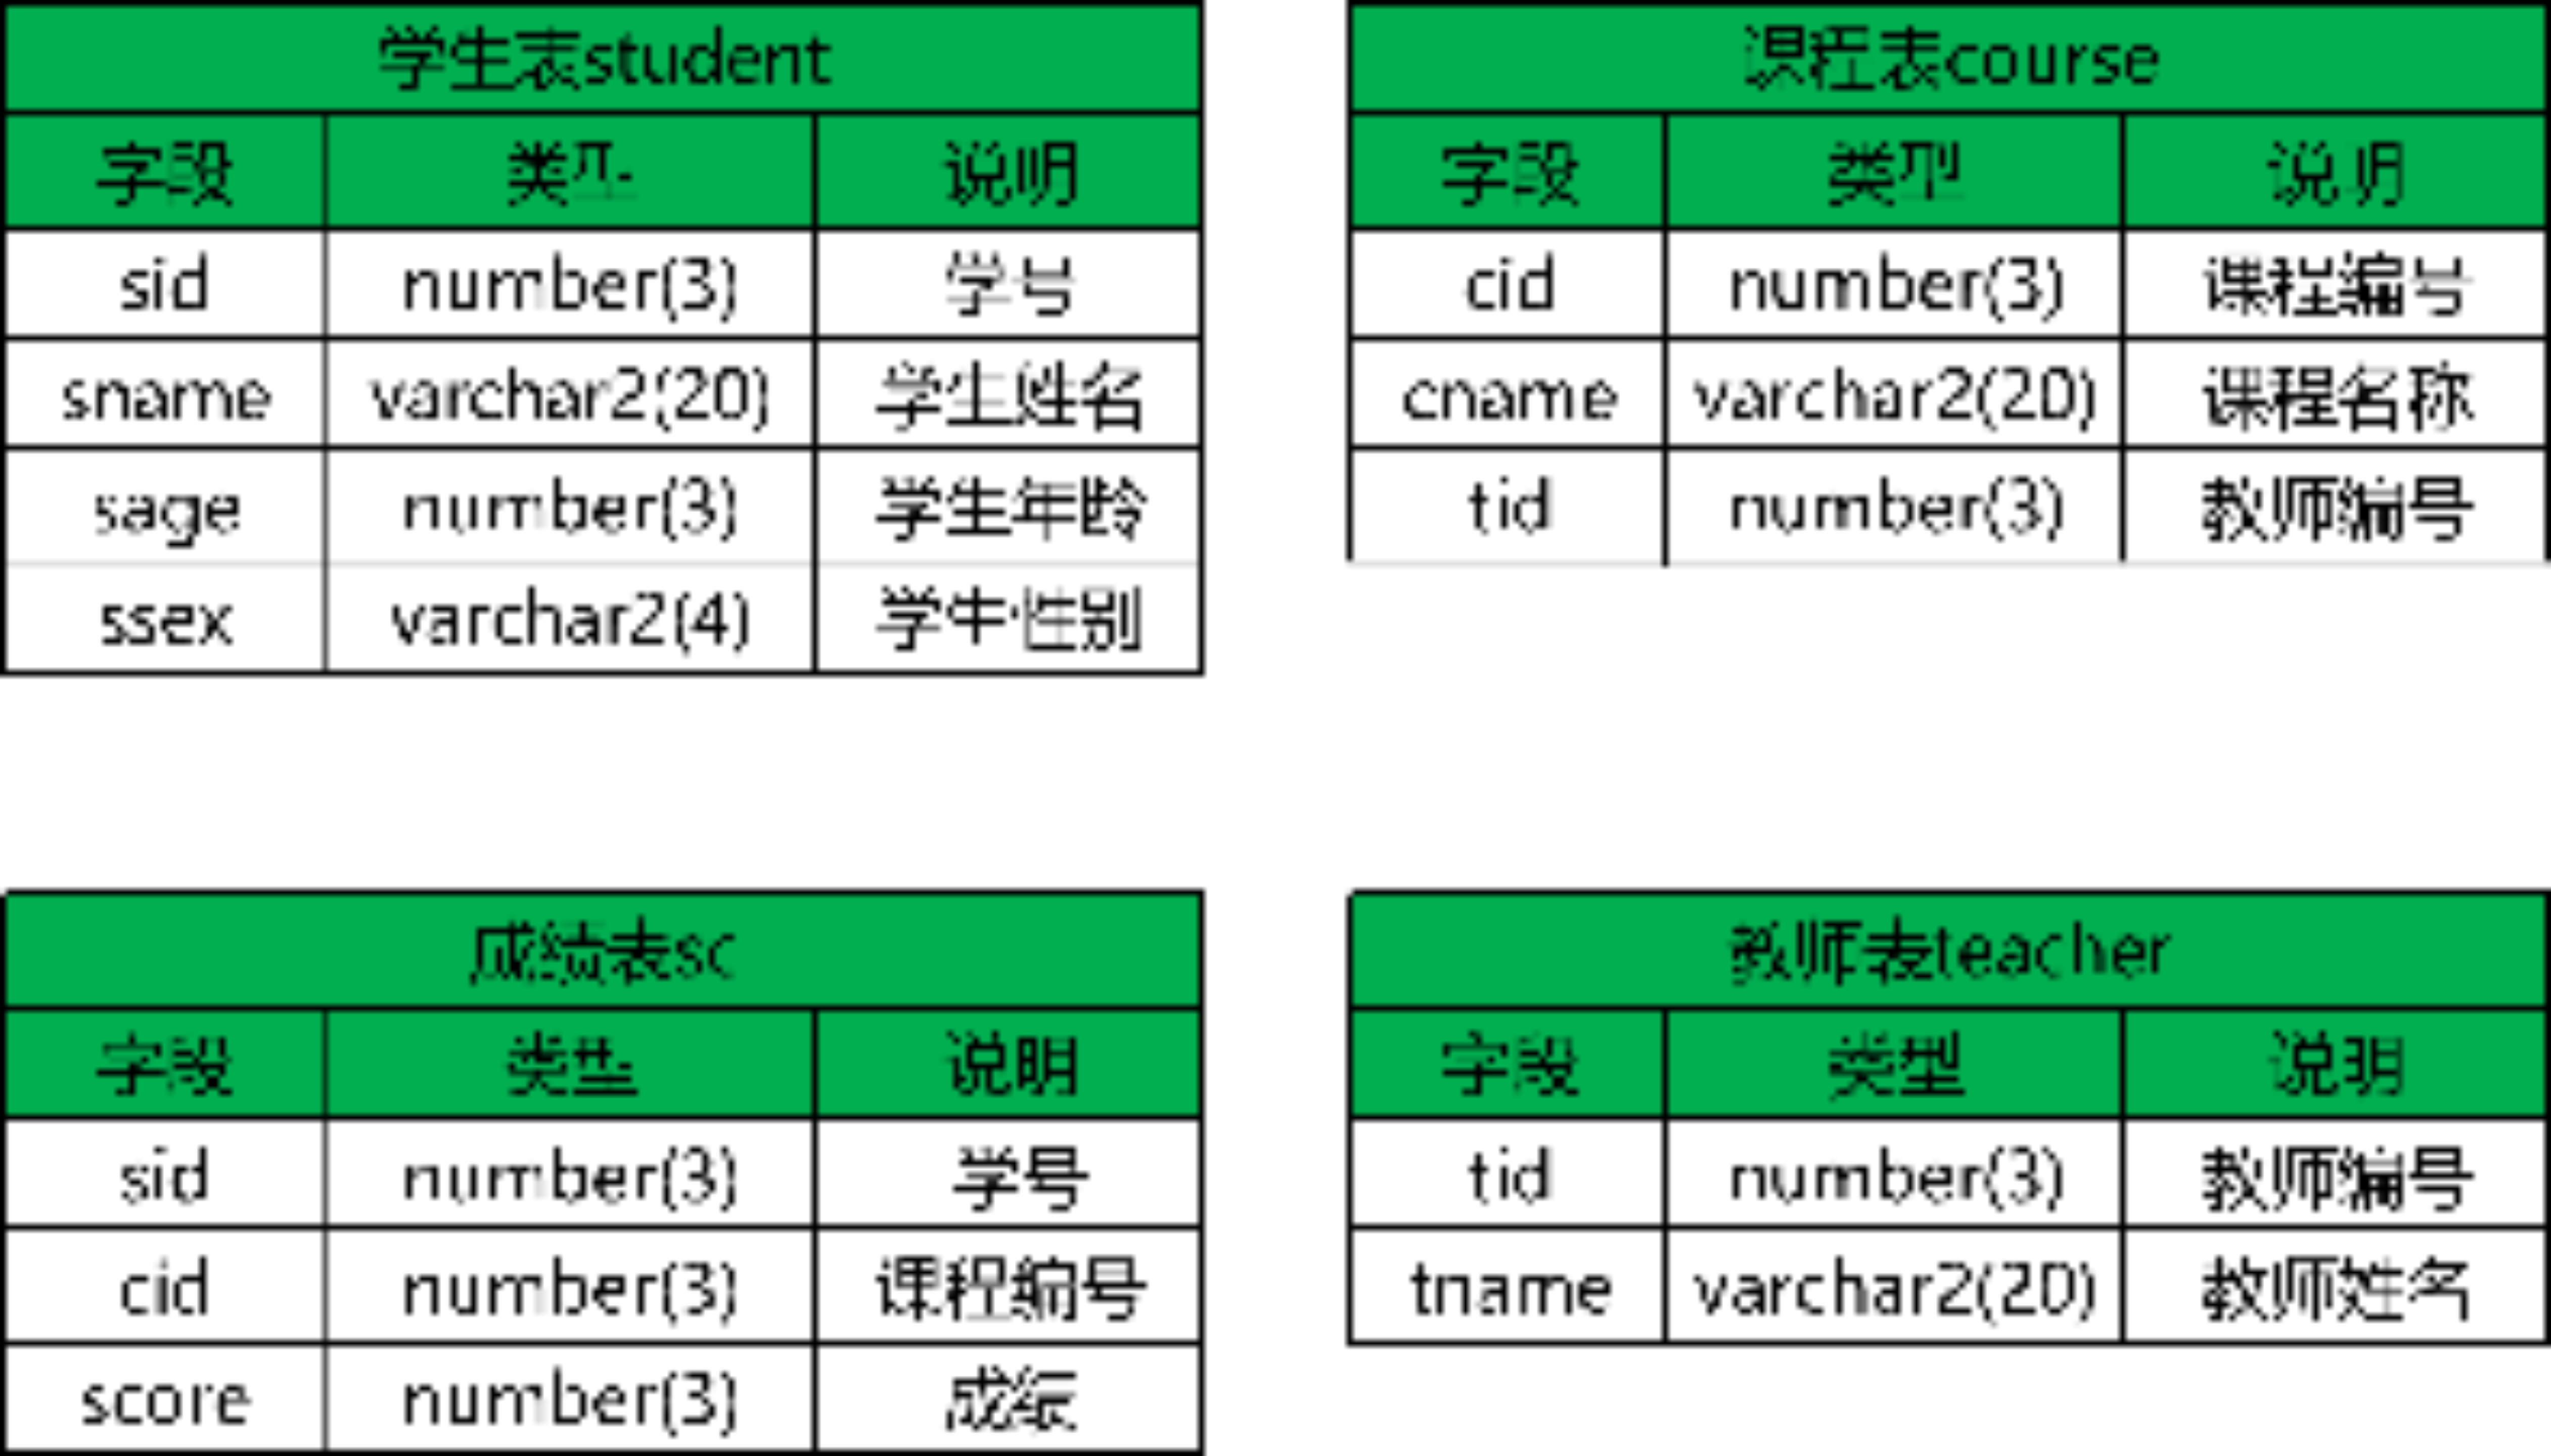 学生表student
字段 类型 说明
sid number(3) 学号
sname varchar2(20) 学生姓名
sage number(3) 学生年龄
ssex varchar2(4) 学生性别
课程表course
字段 类型 说明
cid number(3) 课程编号
cname varchar2(20) 课程名称
tid number(3) 教师编号
成绩表sc
字段 类型 说明
sid number(3) 学号
cid number(3) 课程编号
score number(3) 成绩
教师表teacher
字段 类型 说明
tid number(3) 教师编号
tname varchar2(20) 教师姓名